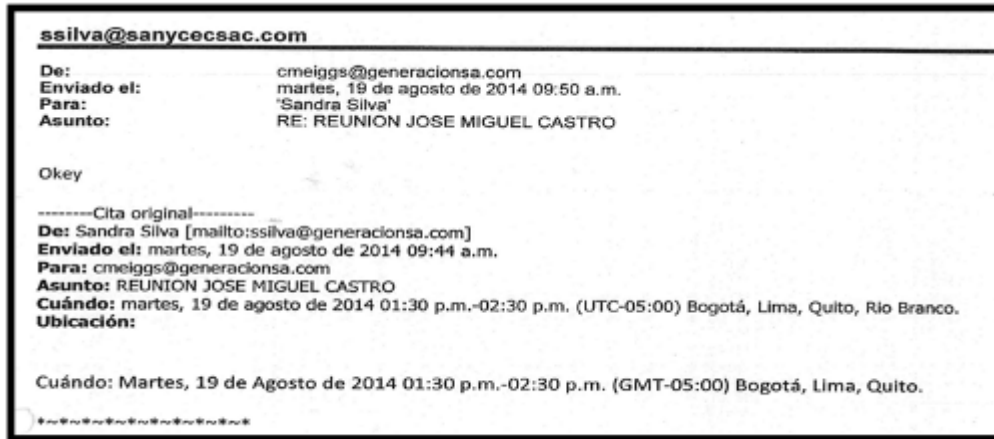 ssilva@sanycecsac.com
De: cmeiggs@generacionsa.com
Enviado el: martes, 19 de agosto de 2014 09:50 a.m.
Para: 'Sandra Silva'
Asunto: RE: REUNION JOSE MIGUEL CASTRO
Okey
--------Cita original---------
De: Sandra Silva [mailto:ssilva@generacionsa.com]
Enviado el: martes, 19 de agosto de 2014 09:44 a.m.
Para: cmeiggs@generacionsa.com
Asunto: REUNION JOSE MIGUEL CASTRO
Cuándo: martes, 19 de agosto de 2014 01:30 p.m.-02:30 p.m. (UTC-05:00) Bogotá, Lima, Quito, Rio Branco.
Ubicación:
Cuándo: Martes, 19 de Agosto de 2014 01:30 p.m.-02:30 p.m. (GMT-05:00) Bogotá, Lima, Quito.
*~*~*~*~*~*~*~*~*~*